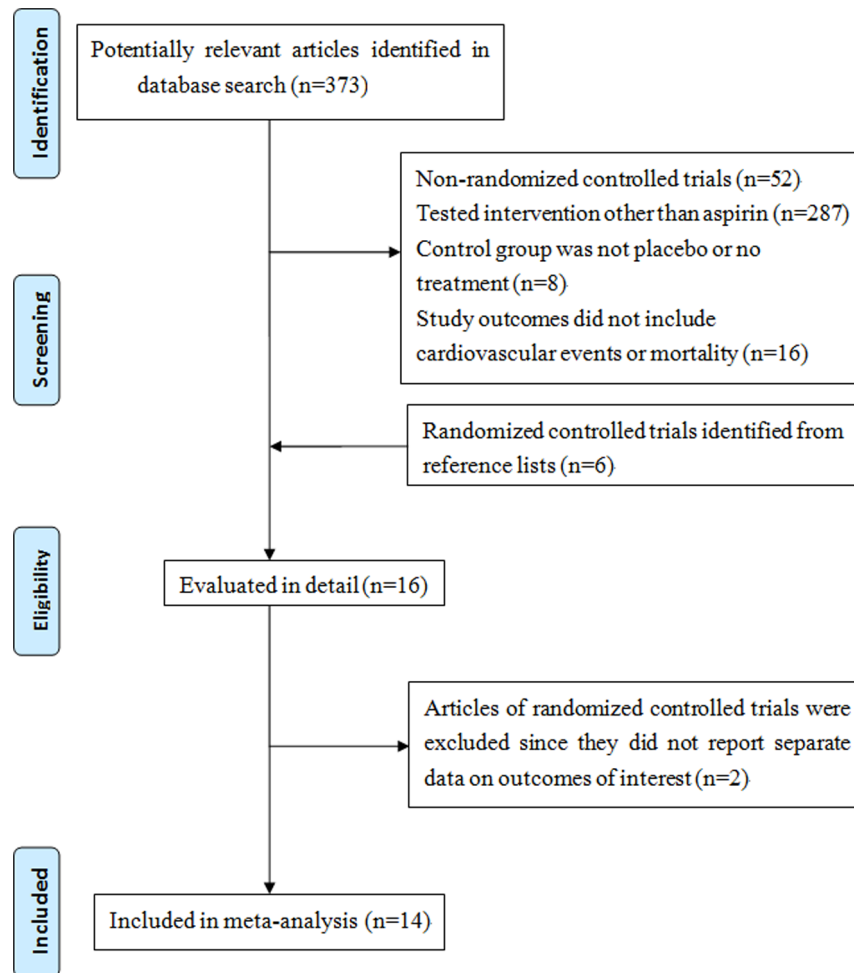 Identification
Potentially relevant articles identified in
database search (n=373)
Non-randomized controlled trials (n=52)
Tested intervention other than aspirin (n=287)
Control group was not placebo or no
treatment (n=8)
Study outcomes did not include
cardiovascular events or mortality (n=16)
Screening
Randomized controlled trials identified from
reference lists (n=6)
Eligibility
Evaluated in detail (n=16)
Articles of randomized controlled trials were
excluded since they did not report separate
data on outcomes of interest (n=2)
Included
Included in meta-analysis (n=14)